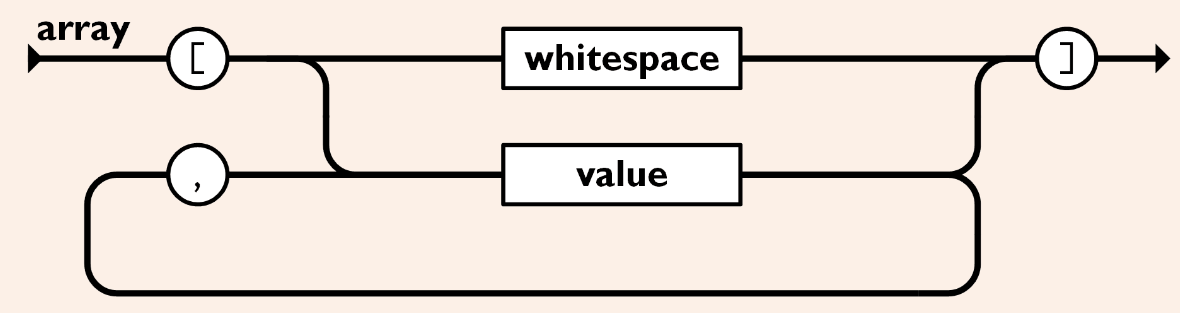 array
[ whitespace ]
, value